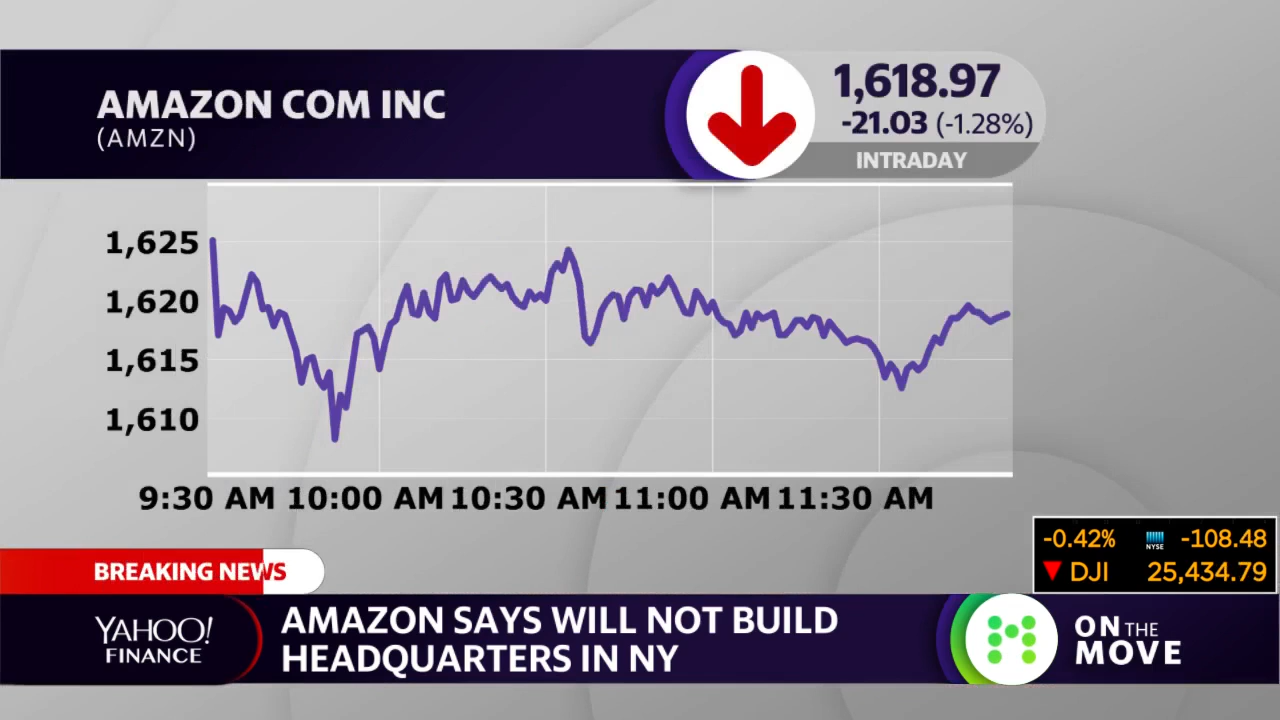 AMAZON COM INC
(AMZN)
1,618.97
-21.03 (-1.28%)
INTRADAY
1,625
1,620
1,615
1,610
9:30 AM 10:00 AM 10:30 AM 11:00 AM 11:30 AM
-0.42% NYSE -108.48
DJI 25,434.79
BREAKING NEWS
YAHOO!
FINANCE
AMAZON SAYS WILL NOT BUILD
HEADQUARTERS IN NY
ON THE
MOVE